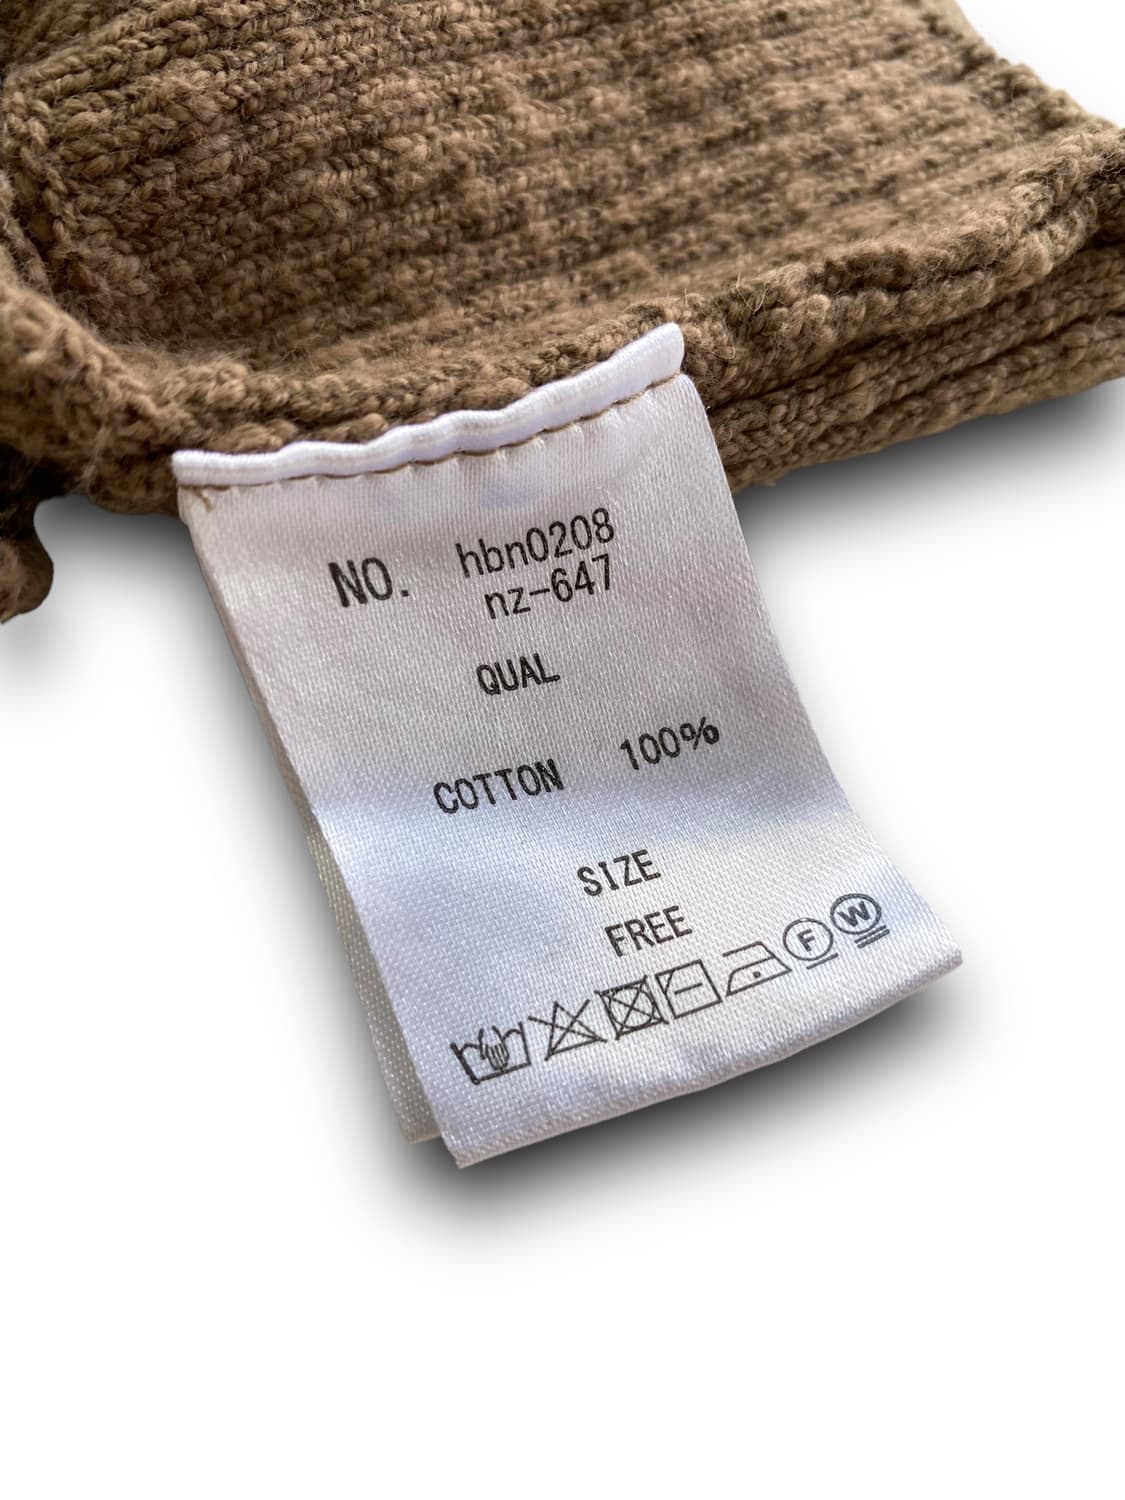 NO. hbn0208
nz-647
QUAL
COTTON 100%
SIZE
FREE
F W